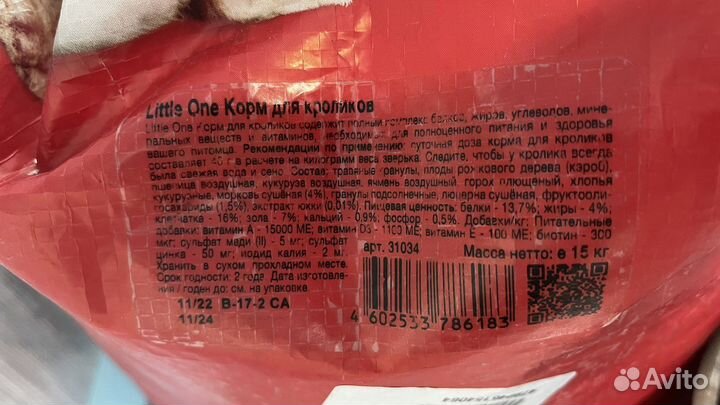 Little One Корм для кроликов
Little One Корм для кроликов содержит полный комплекс белков, жиров, углеводов, мине-
ральных веществ и витаминов, необходимых для полноценного питания и здоровья
вашего питомца. Рекомендации по применению: суточная доза корма для кроликов
составляет 40 г в расчете на килограмм веса зверька. Следите, чтобы у кролика всегда
была свежая вода и сено. Состав: травяные гранулы, плоды рожкового дерева (кэроб),
пшеница воздушная, кукуруза воздушная, ячмень воздушный, горох плющеный, хлопья
кукурузные, морковь сушёная (4%), гранулы подсолнечные, люцерна сушёная, фруктооли-
госахариды (1,5%), экстракт юкки (0,01%). Пищевая ценность: белки - 13,7%; жиры - 4%;
клетчатка - 16%; зола - 7%; кальций - 0.9%; фосфор - 0,5%. Добавки/кг: Питательные
добавки: витамин А - 15000 МЕ; витамин D3 - 1100 МЕ; витамин Е - 100 МЕ; биотин - 300
мкг; сульфат меди (II) - 5 мг; сульфат
цинка - 50 мг; иодид калия - 2 мг.
Хранить в сухом прохладном месте.
Срок годности: 2 года. Дата изготовления
/ годен до: см. на упаковке
арт. 31034
Масса нетто: е 15 кг
11/22 B-17-2 CA
11/24
4 602533 786183
Avito